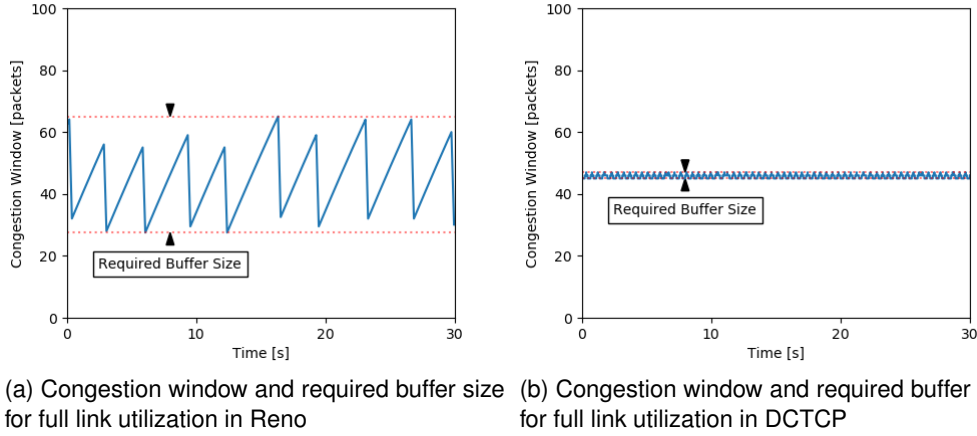 100
80
60
40
20
0
Congestion Window [packets]
Required Buffer Size
0
10
20
30
Time [s]
(a) Congestion window and required buffer size
for full link utilization in Reno
100
80
60
40
20
0
Congestion Window [packets]
Required Buffer Size
0
10
20
30
Time [s]
(b) Congestion window and required buffer
for full link utilization in DCTCP